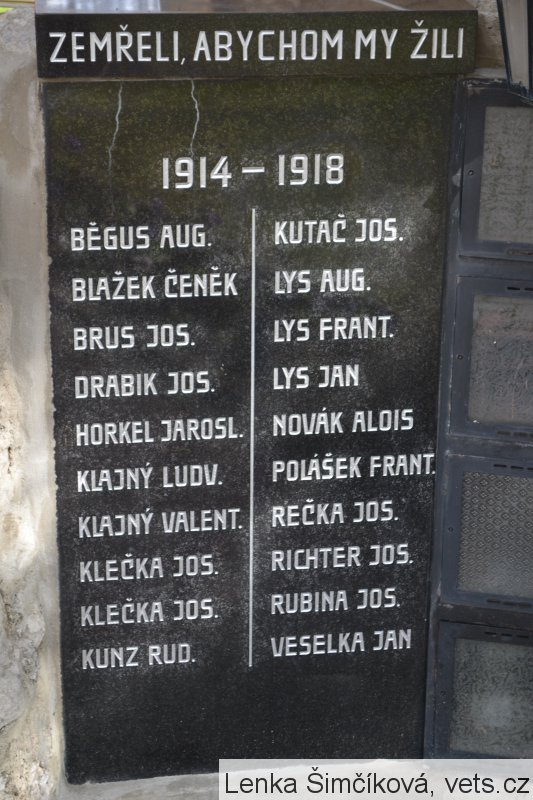 ZEMŘELI, ABYCHOM MY ŽILI
1914 – 1918
BĚGUS AUG.
BLAŽEK ČENĚK
BRUS JOS.
DRABIK JOS.
HORKEL JAROSL.
KLAJNÝ LUDV.
KLAJNÝ VALENT.
KLEČKA JOS.
KLEČKA JOS.
KUNZ RUD.
KUTAČ JOS.
LYS AUG.
LYS FRANT.
LYS JAN
NOVÁK ALOIS
POLÁŠEK FRANT.
REČKA JOS.
RICHTER JOS.
RUBINA JOS.
VESELKA JAN
Lenka Šimčíková, vets.cz